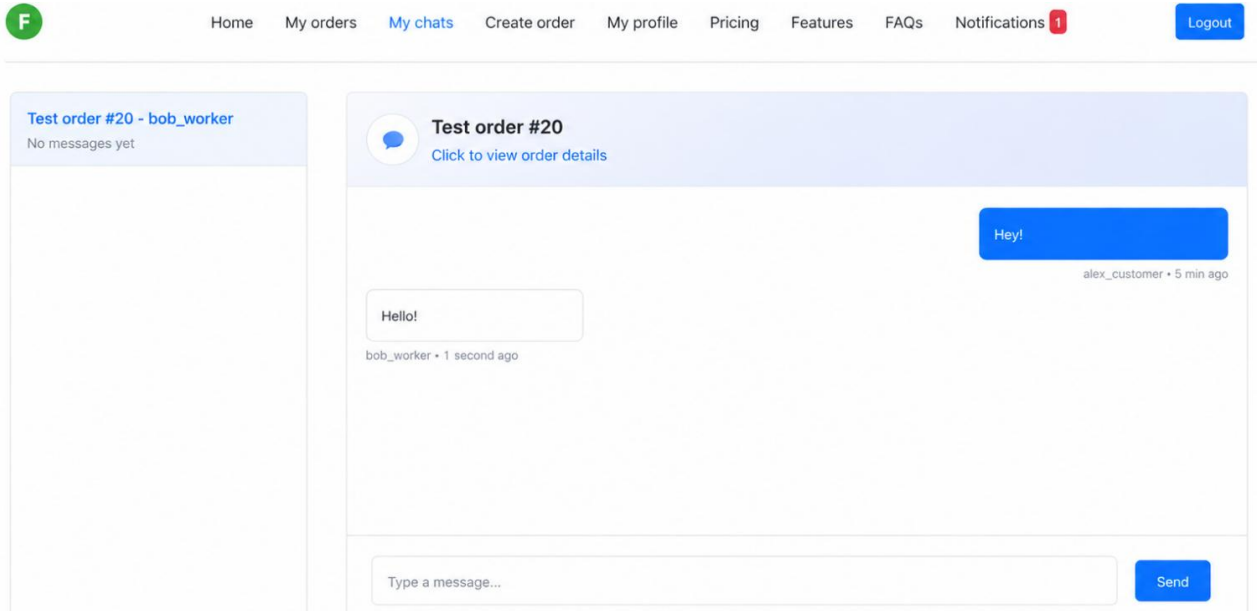 F
Home My orders My chats Create order My profile Pricing Features FAQs Notifications 1 Logout
Test order #20 - bob_worker
No messages yet
Test order #20
Click to view order details
Hey!
alex_customer • 5 min ago
Hello!
bob_worker • 1 second ago
Type a message...
Send